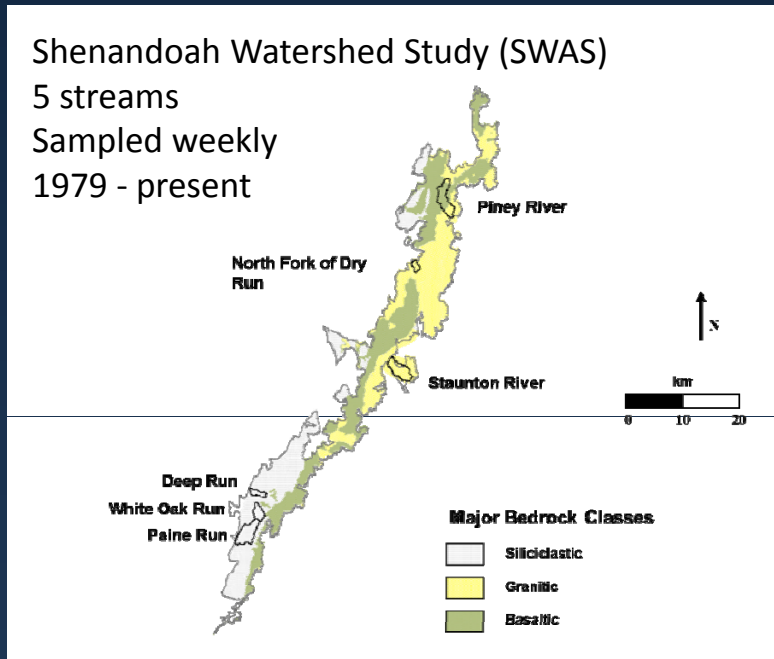 Shenandoah Watershed Study (SWAS)
5 streams
Sampled weekly
1979 - present
Piney River
North Fork of Dry
Run
N
Staunton River
km
0 10 20
Deep Run
White Oak Run
Paine Run
Major Bedrock Classes
Siliciclastic
Granitic
Basaltic